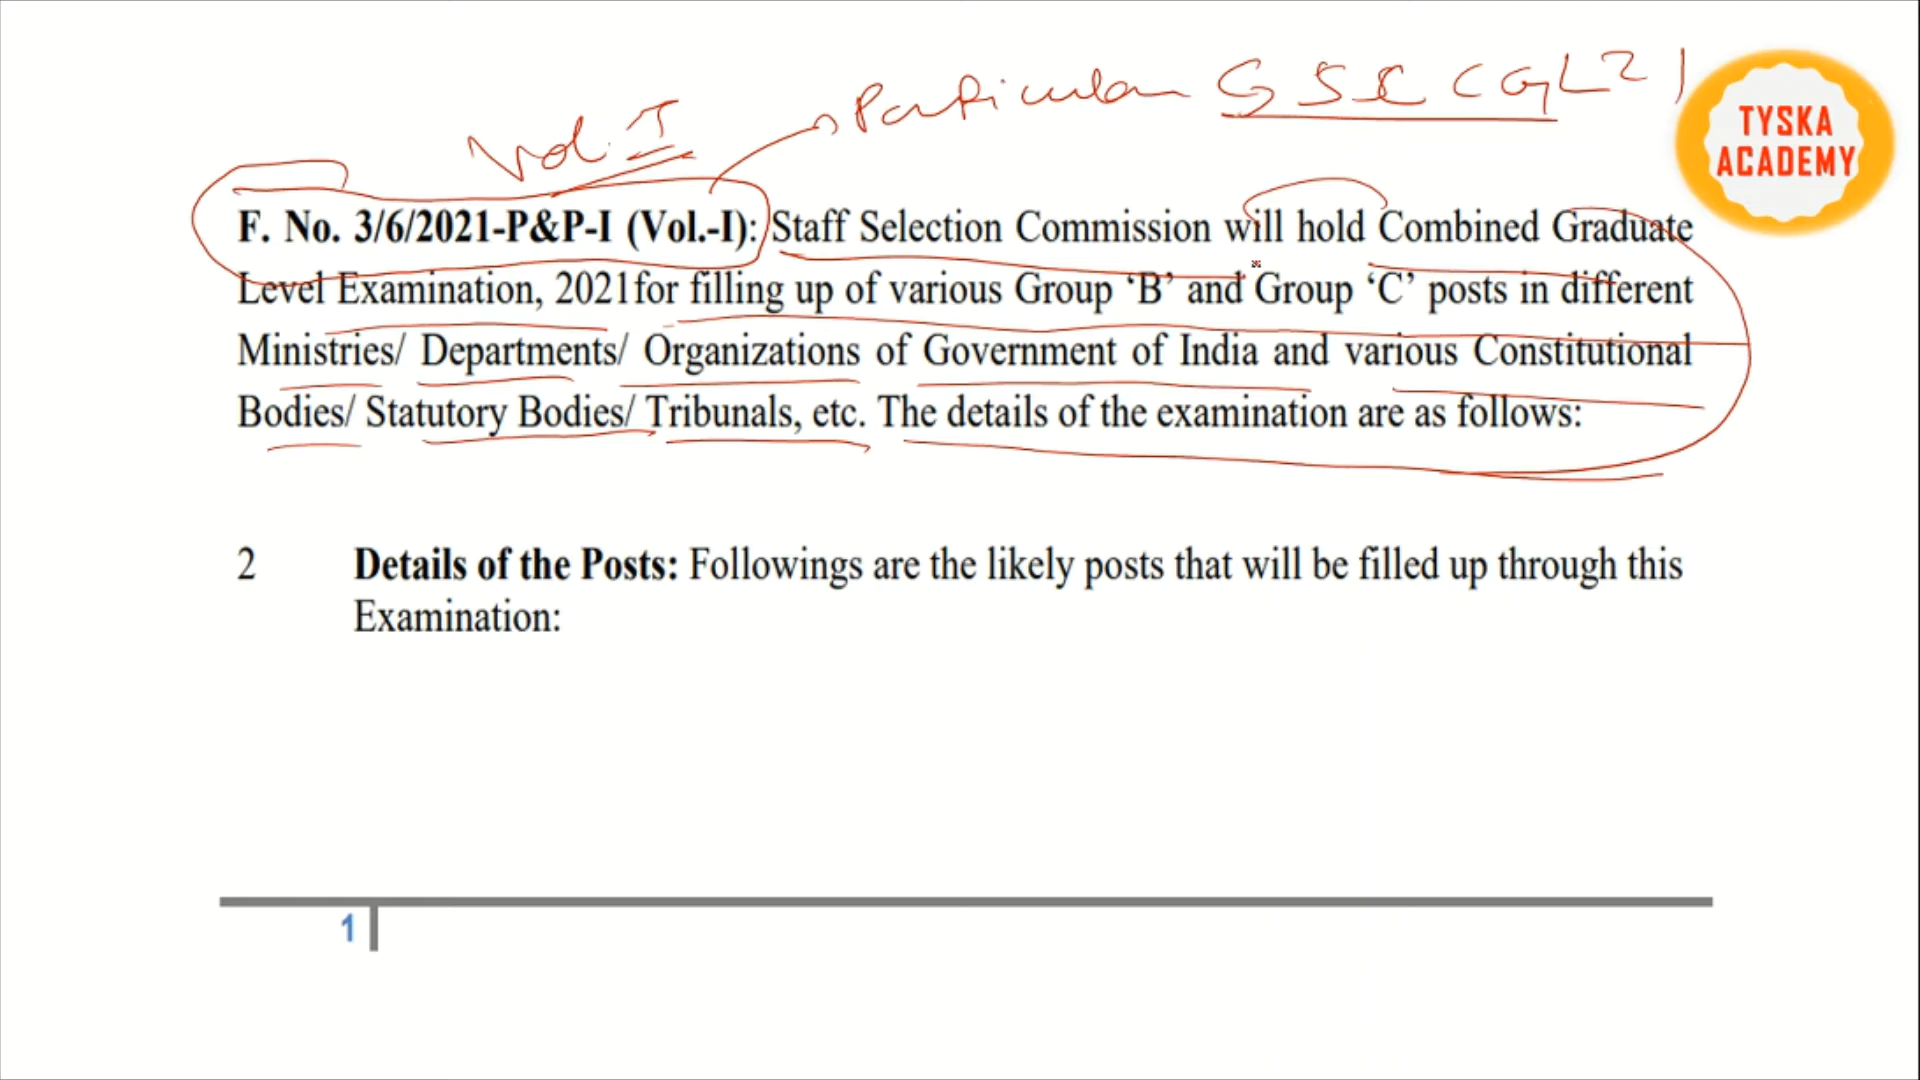 Particular SSC CGL 21
Vol. I
TYSKA
ACADEMY
F. No. 3/6/2021-P&P-I (Vol.-I): Staff Selection Commission will hold Combined Graduate
Level Examination, 2021for filling up of various Group ‘B’ and Group ‘C’ posts in different
Ministries/ Departments/ Organizations of Government of India and various Constitutional
Bodies/ Statutory Bodies/ Tribunals, etc. The details of the examination are as follows:
2 Details of the Posts: Followings are the likely posts that will be filled up through this
Examination:
1